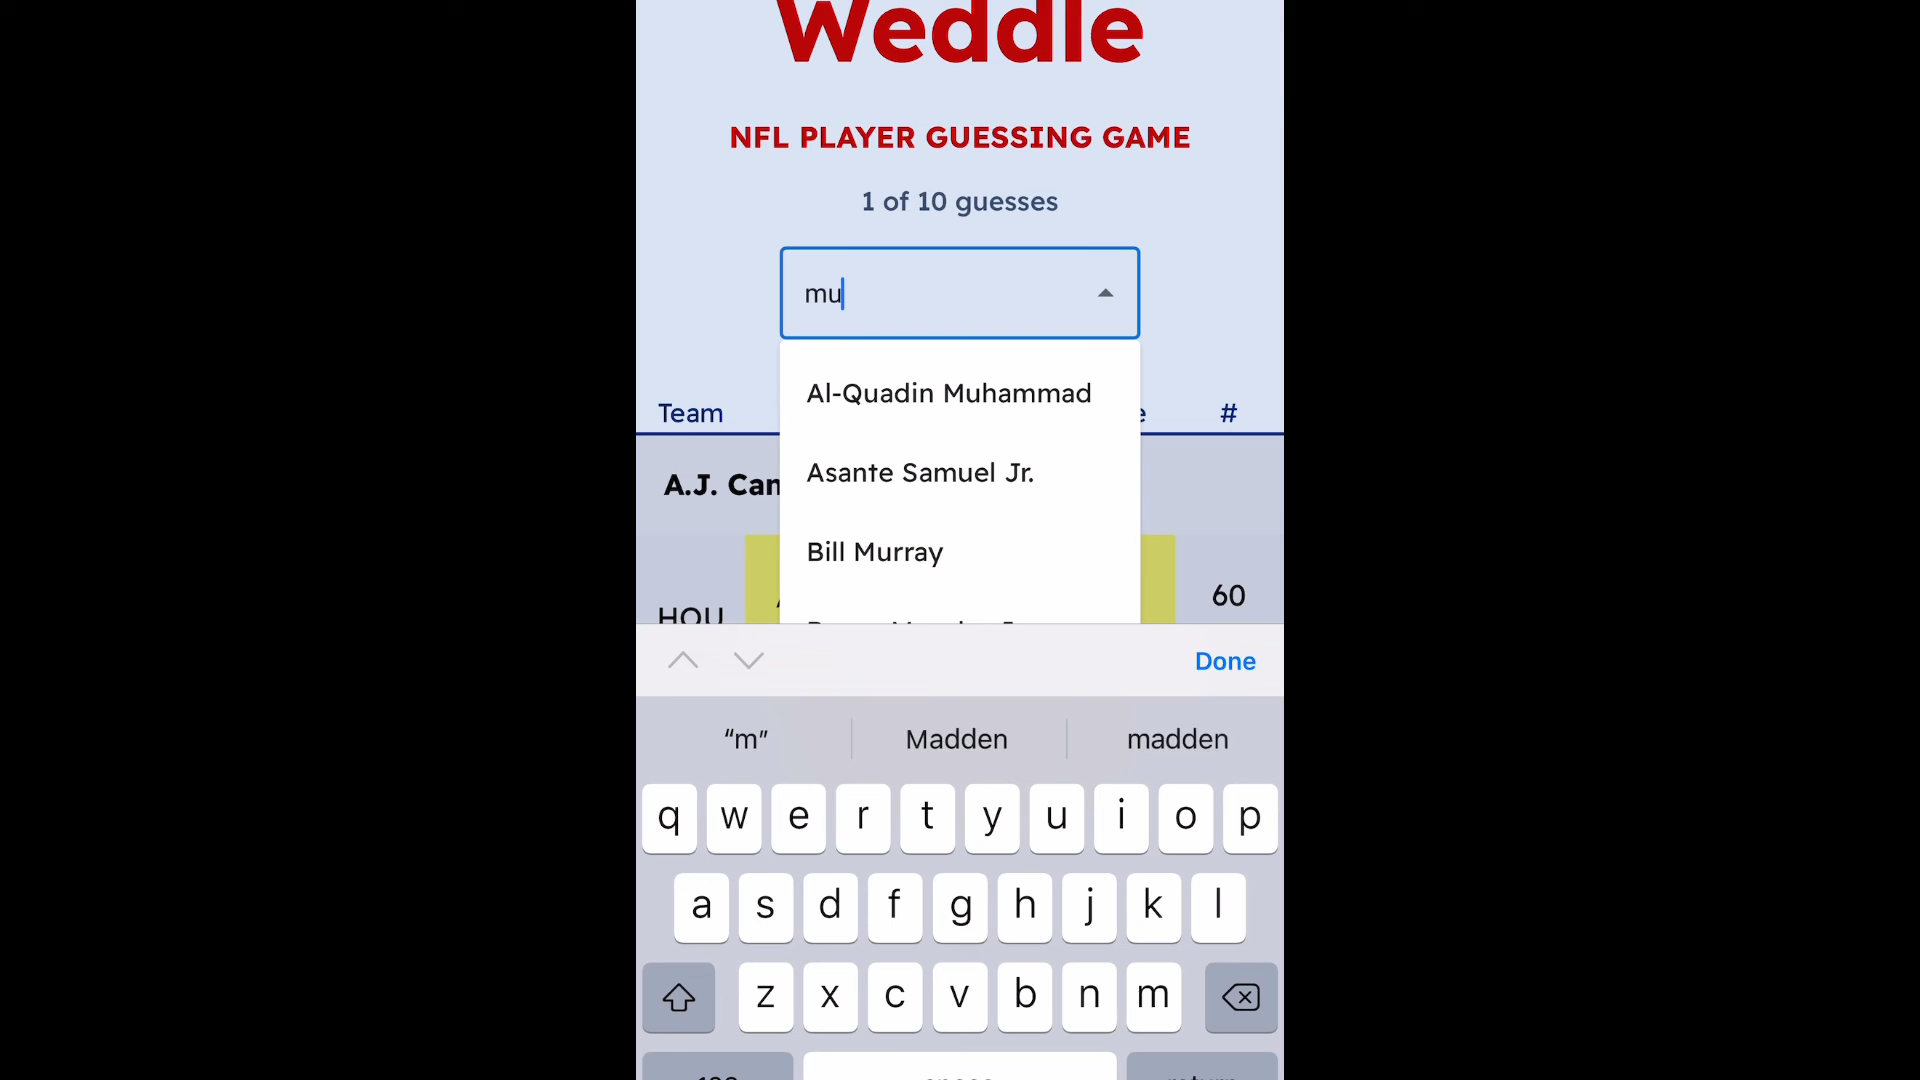 Weddle
NFL PLAYER GUESSING GAME
1 of 10 guesses
mu
Al-Quadin Muhammad
Team
e
#
Asante Samuel Jr.
A.J. Can
Bill Murray
HOU
60
Done
“m”
Madden
madden
q w e r t y u i o p
a s d f g h j k l
z x c v b n m